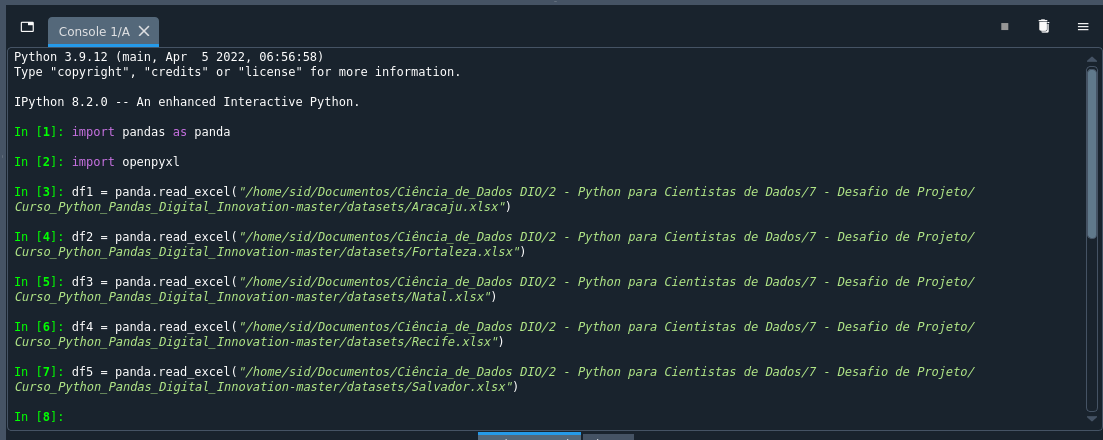 Console 1/A
Python 3.9.12 (main, Apr  5 2022, 06:56:58)
Type "copyright", "credits" or "license" for more information.
IPython 8.2.0 -- An enhanced Interactive Python.
In [1]: import pandas as panda
In [2]: import openpyxl
In [3]: df1 = panda.read_excel("/home/sid/Documentos/Ciência_de_Dados DIO/2 - Python para Cientistas de Dados/7 - Desafio de Projeto/
Curso_Python_Pandas_Digital_Innovation-master/datasets/Aracaju.xlsx")
In [4]: df2 = panda.read_excel("/home/sid/Documentos/Ciência_de_Dados DIO/2 - Python para Cientistas de Dados/7 - Desafio de Projeto/
Curso_Python_Pandas_Digital_Innovation-master/datasets/Fortaleza.xlsx")
In [5]: df3 = panda.read_excel("/home/sid/Documentos/Ciência_de_Dados DIO/2 - Python para Cientistas de Dados/7 - Desafio de Projeto/
Curso_Python_Pandas_Digital_Innovation-master/datasets/Natal.xlsx")
In [6]: df4 = panda.read_excel("/home/sid/Documentos/Ciência_de_Dados DIO/2 - Python para Cientistas de Dados/7 - Desafio de Projeto/
Curso_Python_Pandas_Digital_Innovation-master/datasets/Recife.xlsx")
In [7]: df5 = panda.read_excel("/home/sid/Documentos/Ciência_de_Dados DIO/2 - Python para Cientistas de Dados/7 - Desafio de Projeto/
Curso_Python_Pandas_Digital_Innovation-master/datasets/Salvador.xlsx")
In [8]: